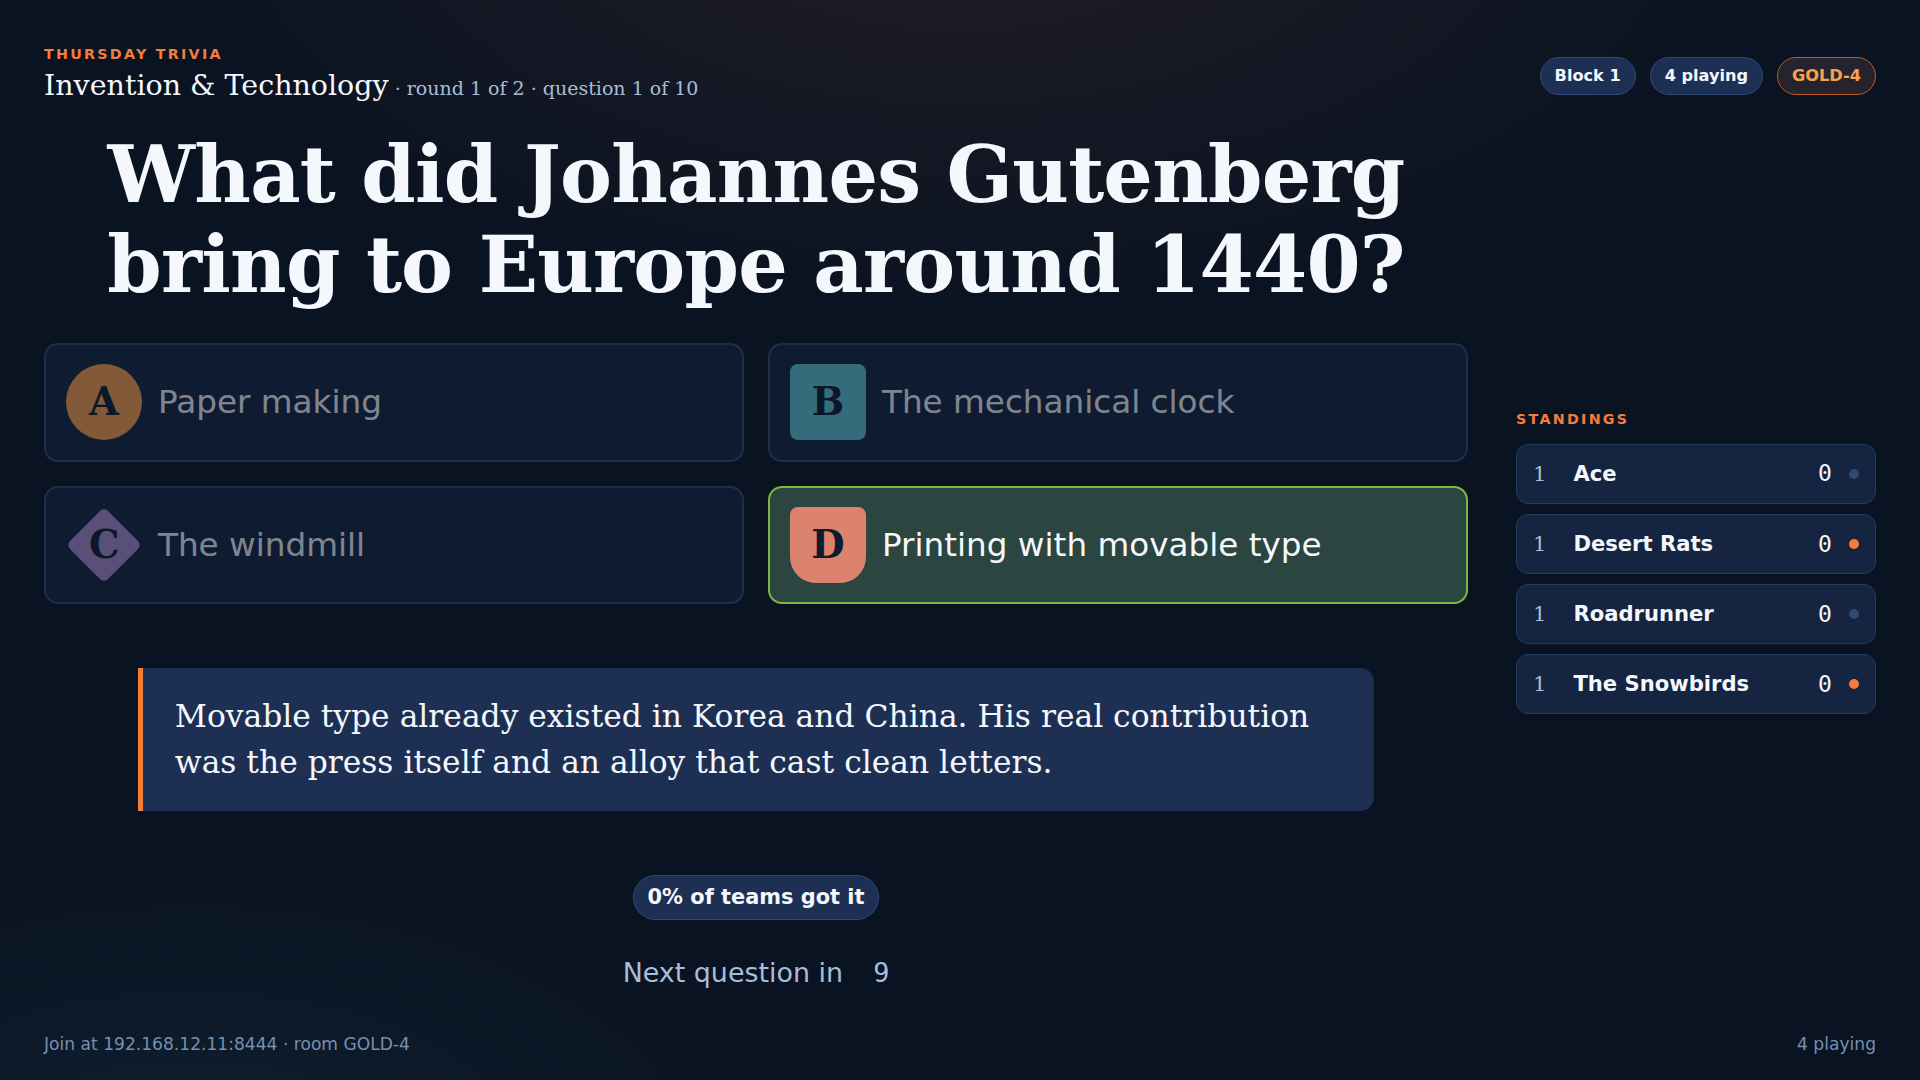 THURSDAY TRIVIA
Invention & Technology · round 1 of 2 · question 1 of 10
Block 1
4 playing
GOLD-4
What did Johannes Gutenberg
bring to Europe around 1440?
A Paper making
B The mechanical clock
C The windmill
D Printing with movable type
Movable type already existed in Korea and China. His real contribution
was the press itself and an alloy that cast clean letters.
0% of teams got it
Next question in 9
STANDINGS
1 Ace 0
1 Desert Rats 0
1 Roadrunner 0
1 The Snowbirds 0
Join at 192.168.12.11:8444 · room GOLD-4
4 playing